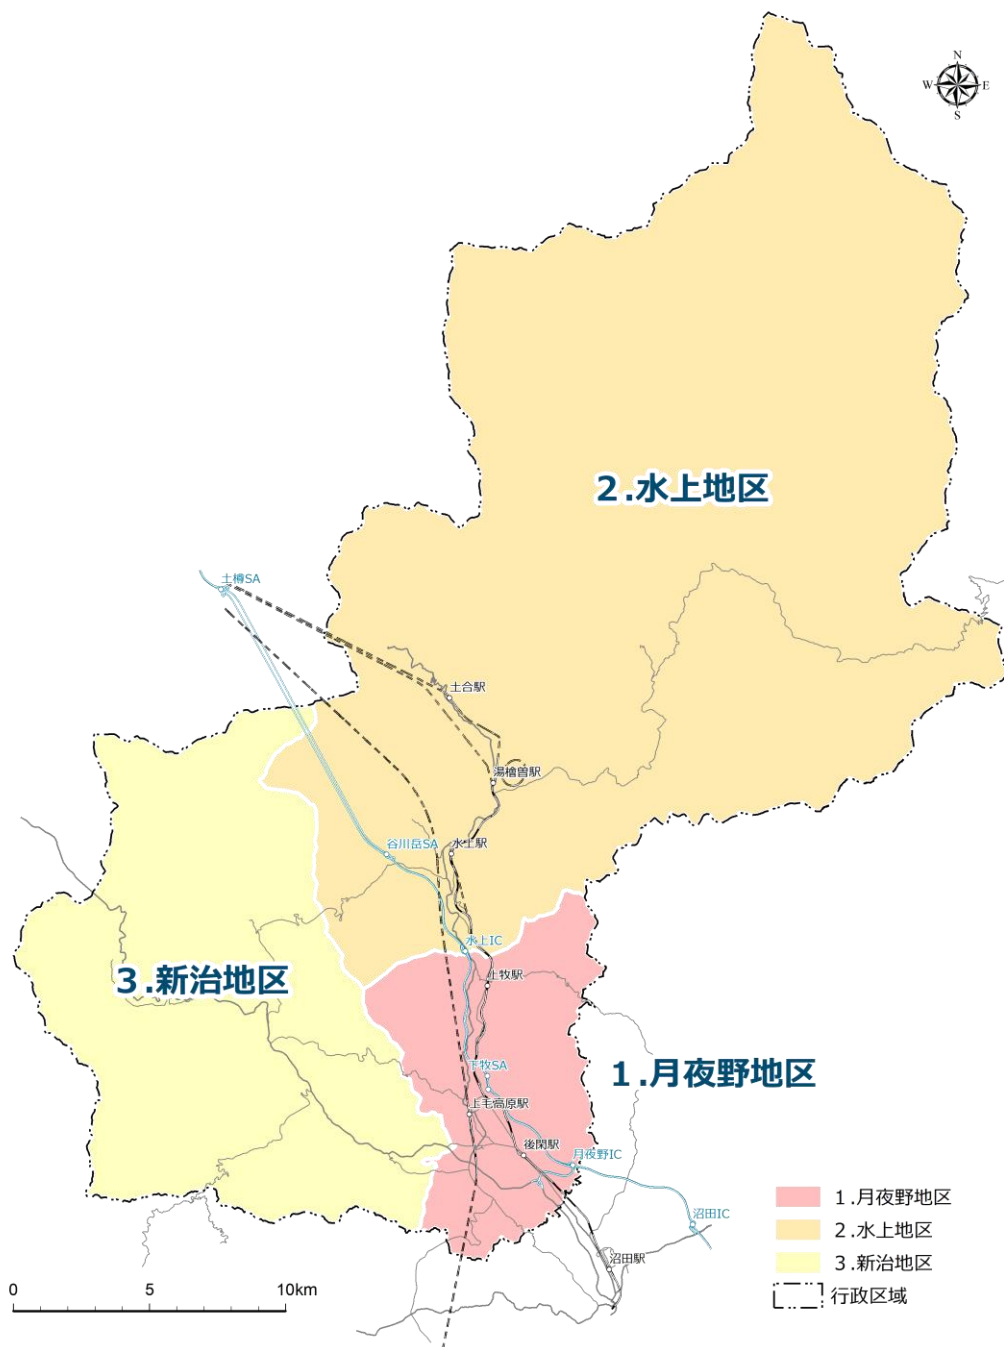 N
W E
S
2.水上地区
土樽SA
土合駅
湯檜曽駅
谷川岳SA
水上駅
水上IC
3.新治地区
上牧駅
下牧SA
1.月夜野地区
上毛高原駅
後閑駅
月夜野IC
沼田IC
沼田駅
1.月夜野地区
2.水上地区
3.新治地区
行政区域
0 5 10km